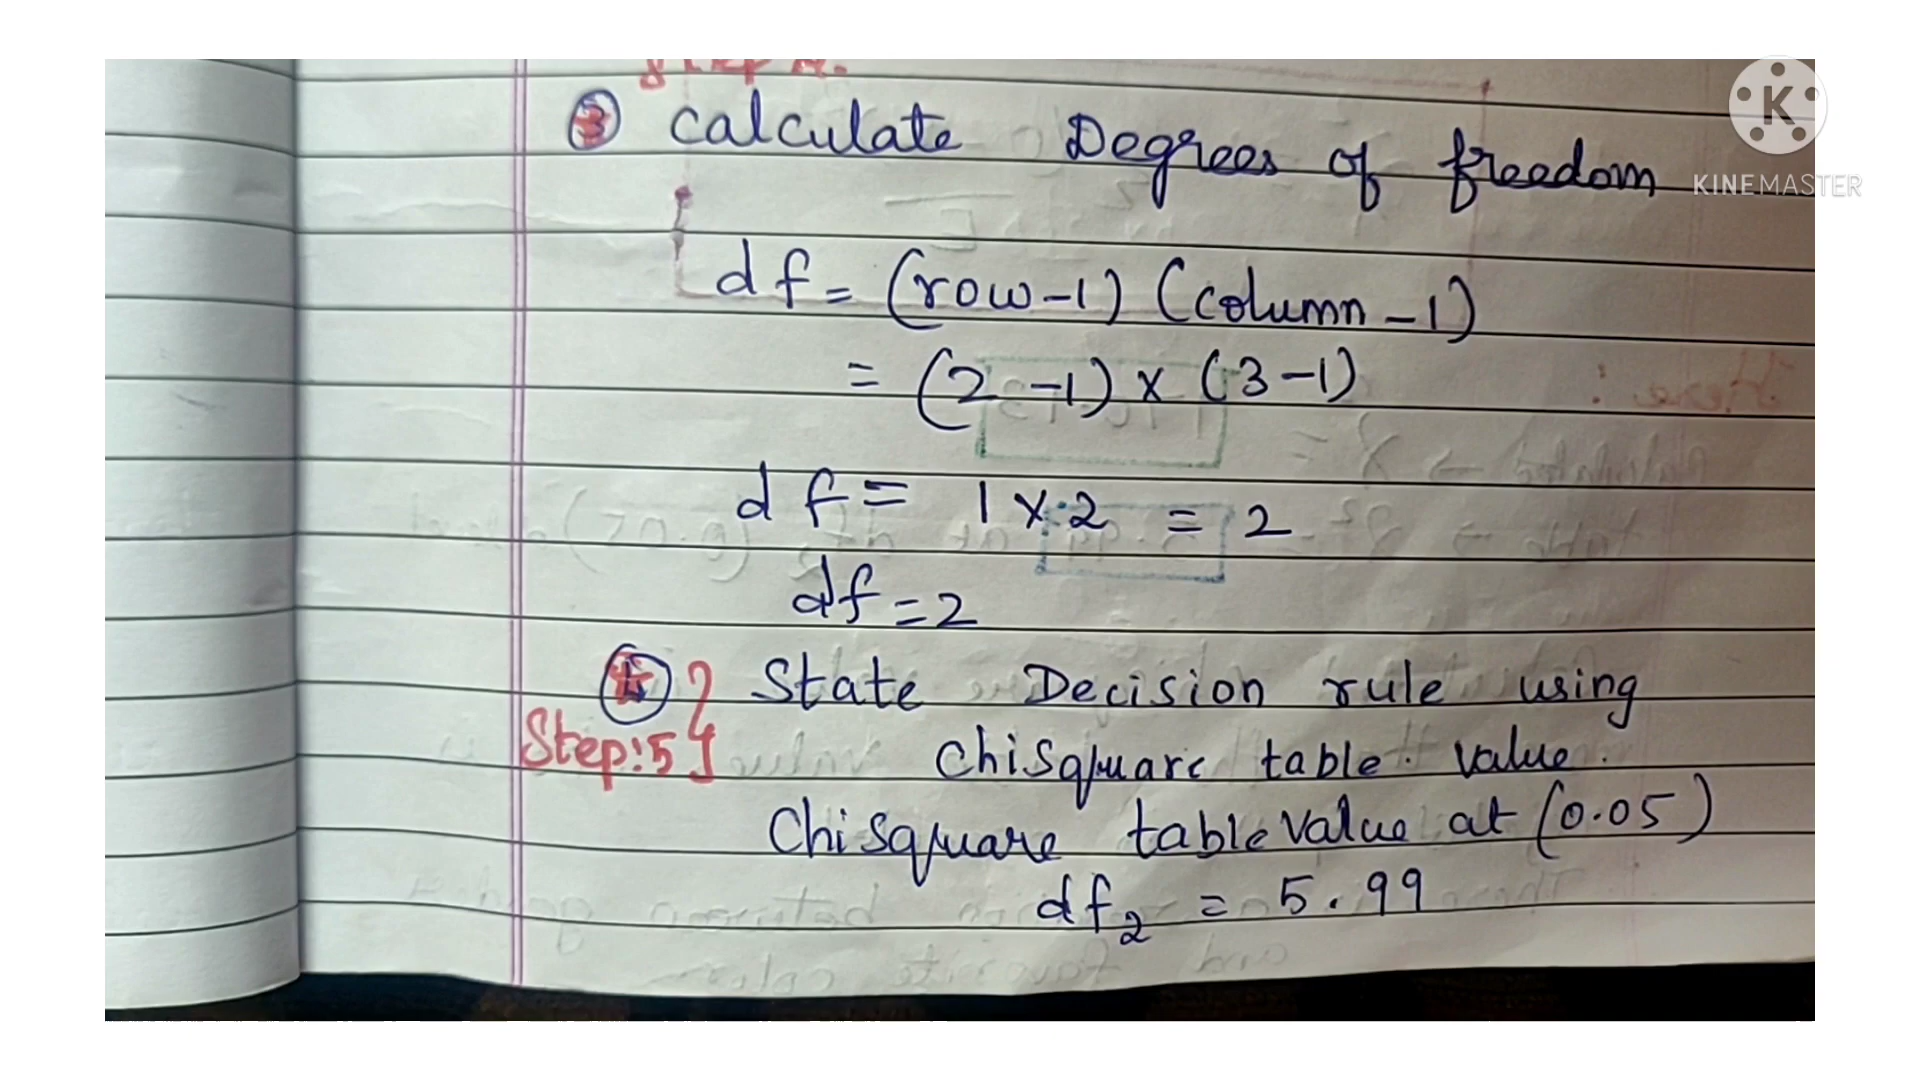 Step 4.
③ Calculate Degrees of freedom
KINEMASTER
df = (row-1) (column-1)
= (2-1) x (3-1)
df = 1 x 2 = 2
df = 2
④ State Decision rule using
Step:5
chisquare table value.
Chisquare table value at (0.05)
df₂ = 5.99